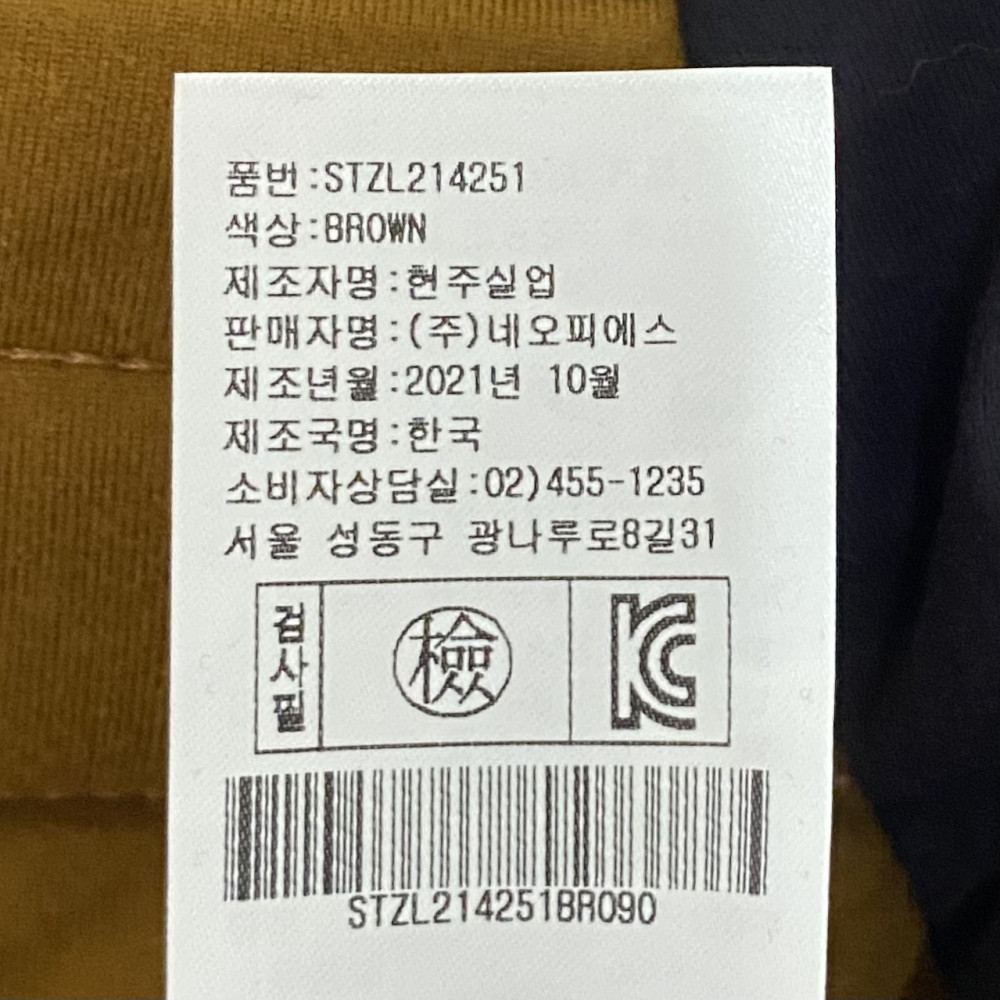 품번:STZL214251
색상:BROWN
제조자명:현주실업
판매자명:(주)네오피에스
제조년월:2021년 10월
제조국명:한국
소비자상담실:02)455-1235
서울 성동구 광나루로8길31
검사필
檢
KC
STZL214251BR090